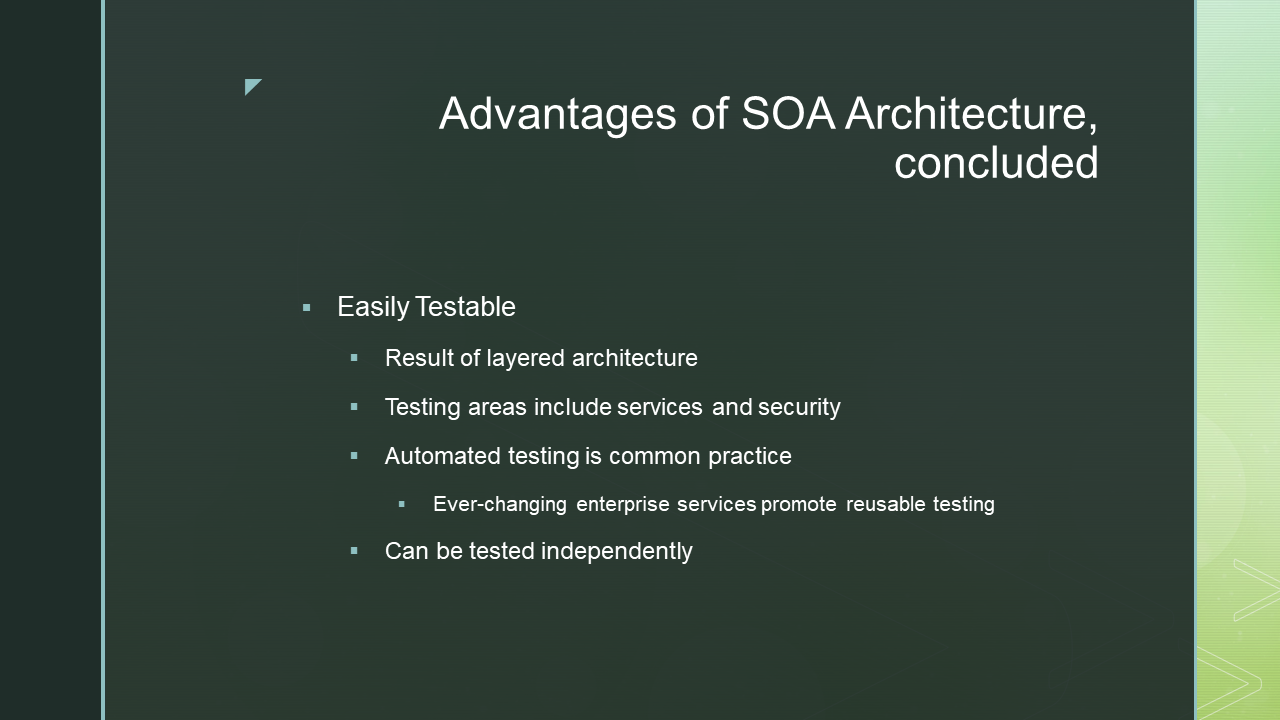 Advantages of SOA Architecture,
concluded
Easily Testable
Result of layered architecture
Testing areas include services and security
Automated testing is common practice
Ever-changing enterprise services promote reusable testing
Can be tested independently